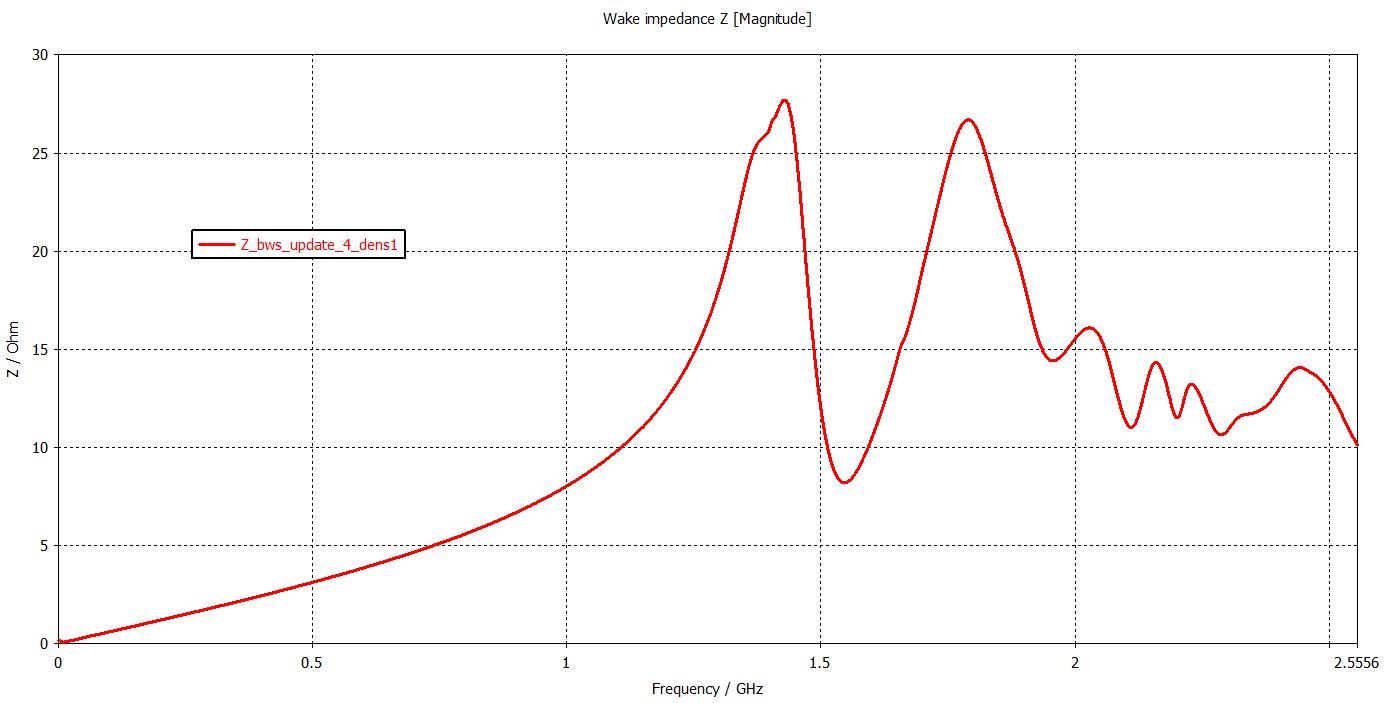 Wake impedance Z [Magnitude]
30
25
20
15
10
5
0
Z / Ohm
Z_bws_update_4_dens1
0 0.5 1 1.5 2 2.5556
Frequency / GHz